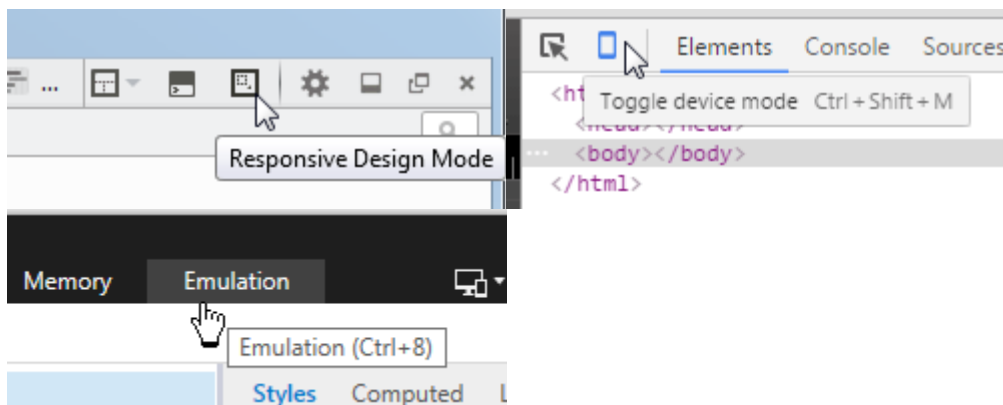 ...
Responsive Design Mode
Elements Console Sources
Toggle device mode Ctrl + Shift + M
... <body></body>
</html>
Memory Emulation
Emulation (Ctrl+8)
Styles Computed